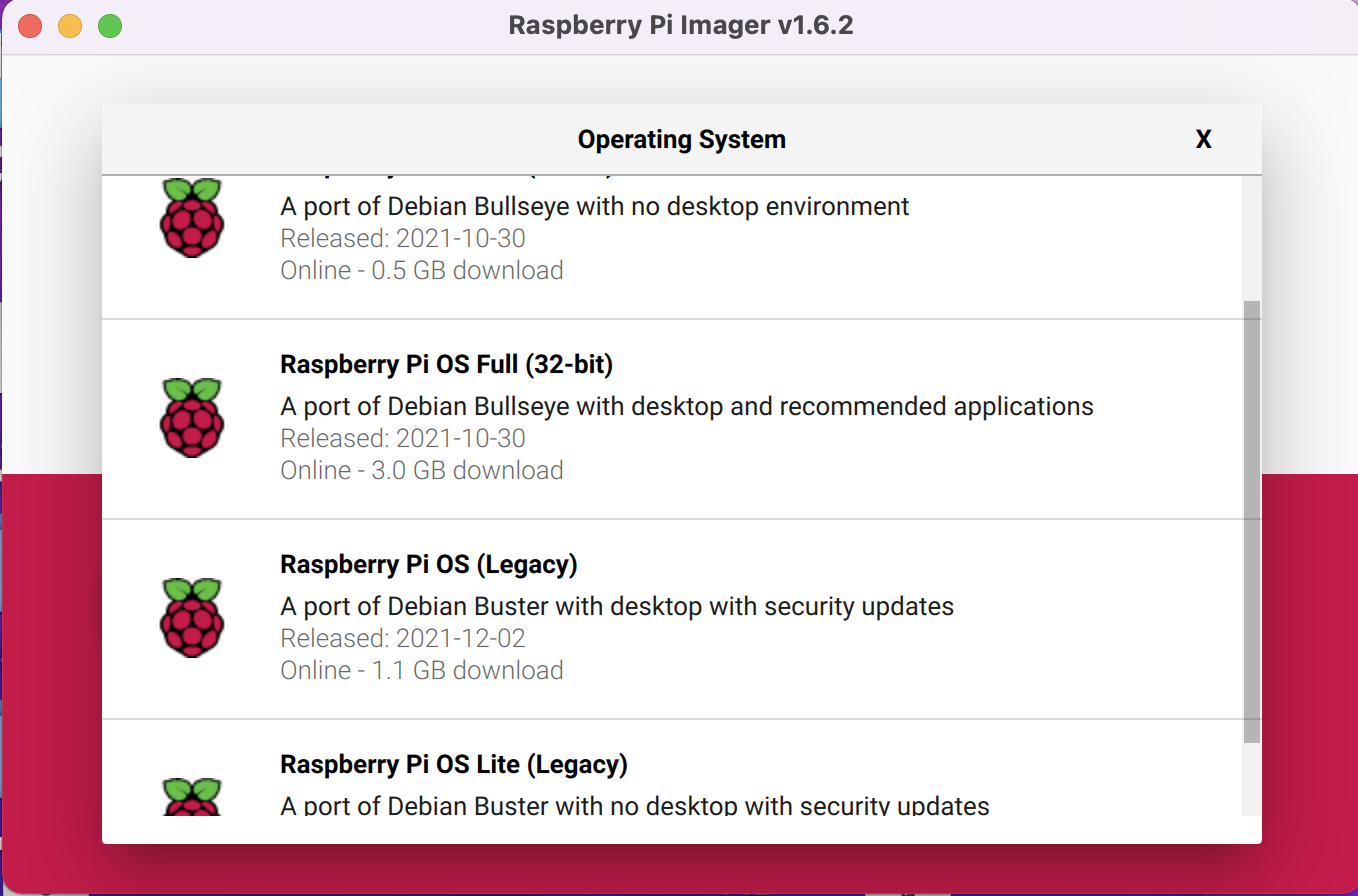 Raspberry Pi Imager v1.6.2
Operating System
X
A port of Debian Bullseye with no desktop environment
Released: 2021-10-30
Online - 0.5 GB download
Raspberry Pi OS Full (32-bit)
A port of Debian Bullseye with desktop and recommended applications
Released: 2021-10-30
Online - 3.0 GB download
Raspberry Pi OS (Legacy)
A port of Debian Buster with desktop with security updates
Released: 2021-12-02
Online - 1.1 GB download
Raspberry Pi OS Lite (Legacy)
A port of Debian Buster with no desktop with security updates